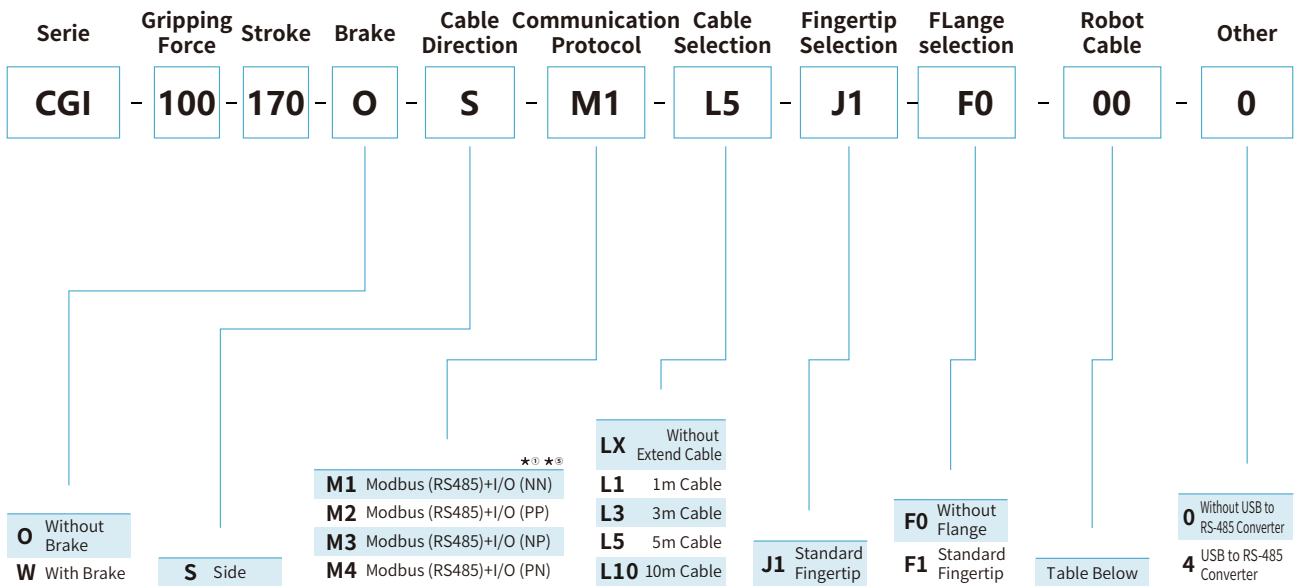 Serie
Gripping
Force
Stroke
Brake
Cable
Direction
Communication
Protocol
Cable
Selection
Fingertip
Selection
FLange
selection
Robot
Cable
Other
CGI - 100 - 170 - O - S - M1 - L5 - J1 - F0 - 00 - 0
O Without
Brake
W With Brake
S Side
★① ★⑤
M1 Modbus (RS485)+I/O (NN)
M2 Modbus (RS485)+I/O (PP)
M3 Modbus (RS485)+I/O (NP)
M4 Modbus (RS485)+I/O (PN)
LX Without
Extend Cable
L1 1m Cable
L3 3m Cable
L5 5m Cable
L10 10m Cable
J1 Standard
Fingertip
F0 Without
Flange
F1 Standard
Fingertip
Table Below
0 Without USB to
RS-485 Converter
4 USB to RS-485
Converter